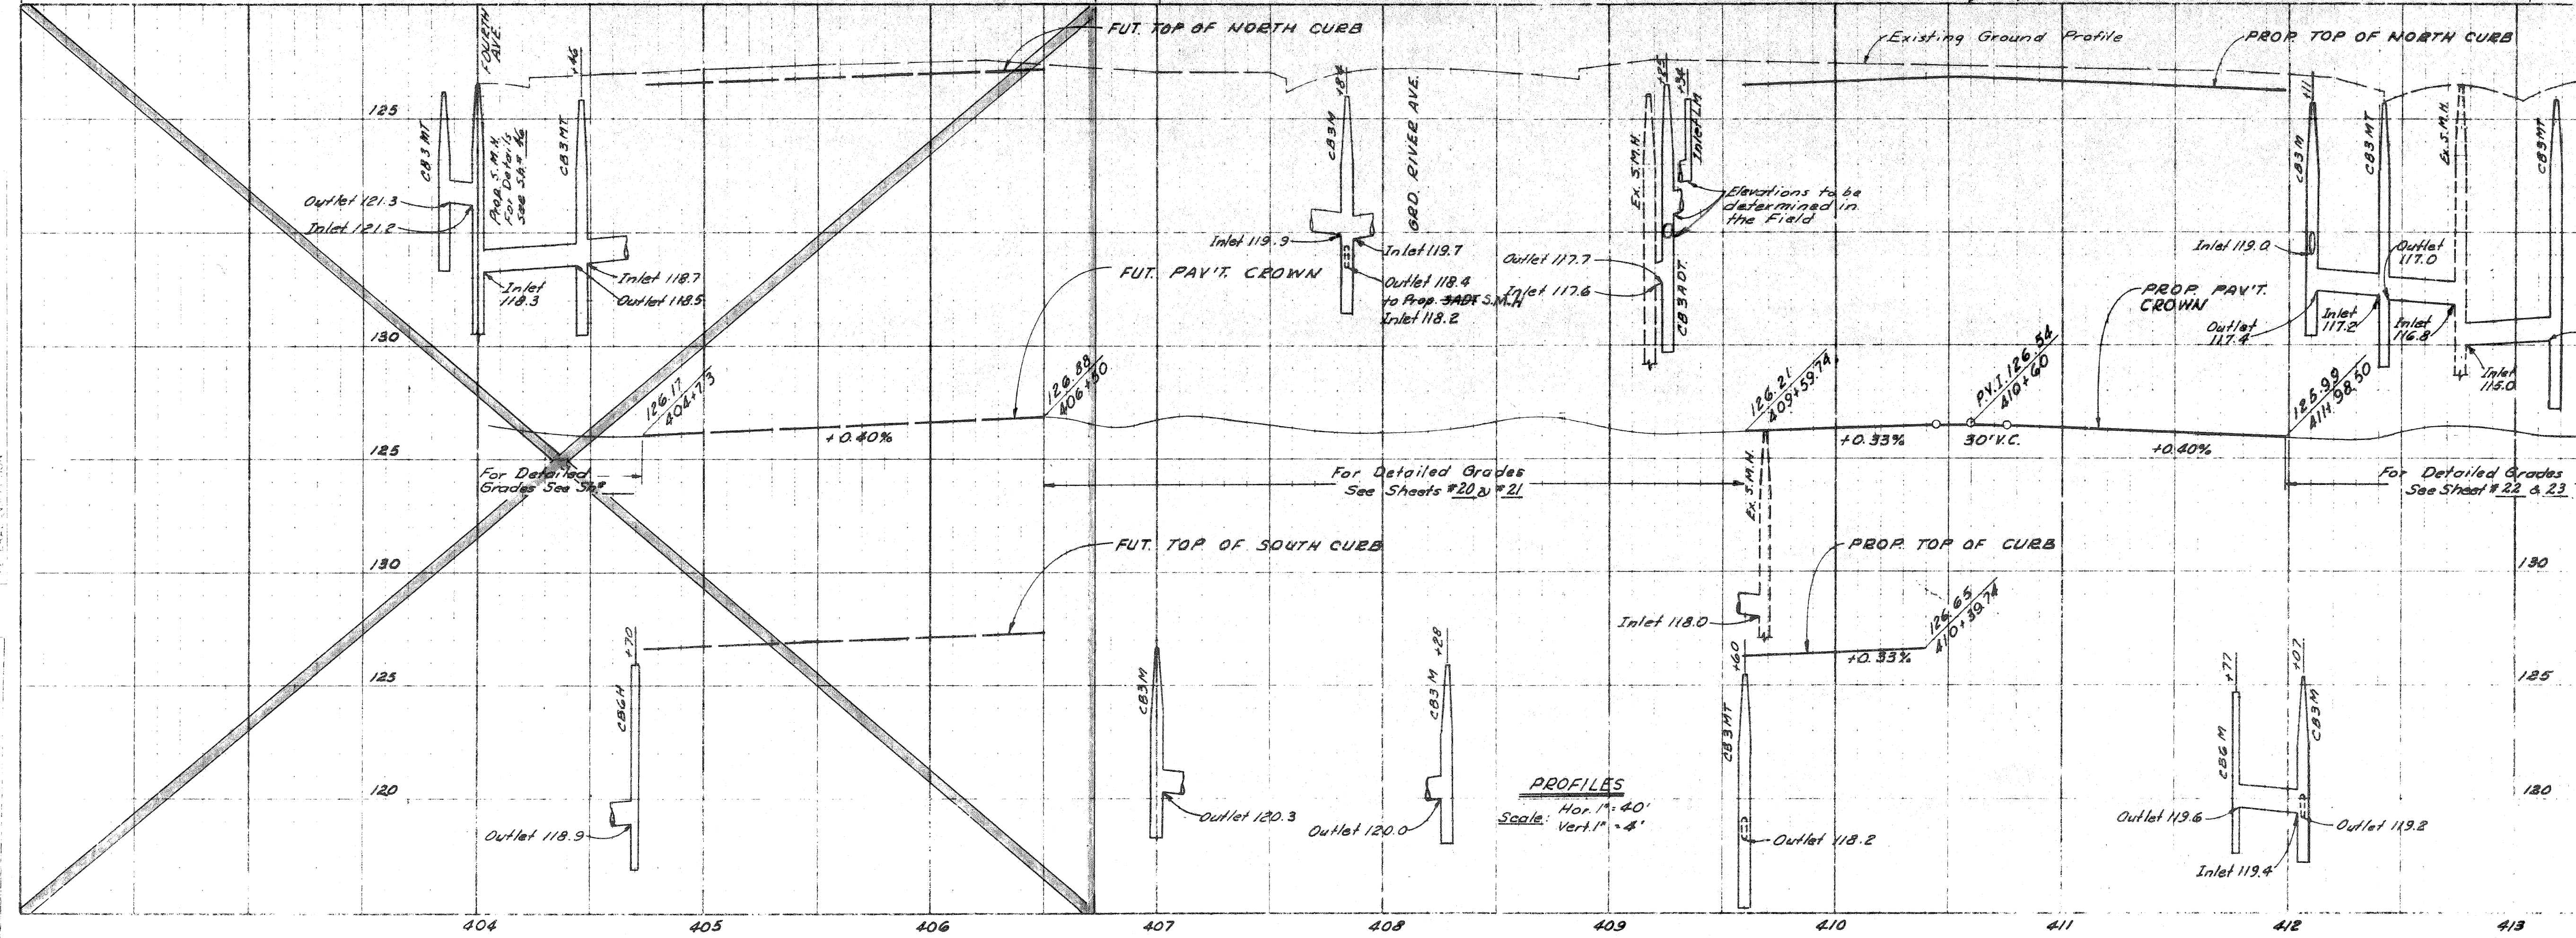 FOURTH
AVE.
+46
FUT. TOP OF NORTH CURB
Existing Ground Profile
PROP. TOP OF NORTH CURB
125
CB3MT
PROP. S.M.H.
For Details
See Sh.# 46
CB3MT
Outlet 121.3
Inlet 121.2
Inlet
118.3
Inlet 118.7
Outlet 118.5
+84
CB3M
GRD. RIVER AVE.
Inlet 119.9
Inlet 119.7
Outlet 118.4
to Prop. 3ADT S.M.H
Inlet 118.2
Ex. S.M.H.
+25
+34
Inlet LM
Elevations to be
determined in
the Field
Outlet 117.7
Inlet 117.6
CB3ADT
+11
CB3M
CB3MT
Ex. S.M.H.
CB3MT
Inlet 119.0
Outlet
117.0
Outlet
117.4
Inlet
117.2
Inlet
116.8
Inlet
115.0
130
FUT. PAV'T. CROWN
PROP. PAV'T.
CROWN
126.17
404+73
126.88
406+50
126.21
409+59.74
P.V.I. 126.54
410+60
125.99
411+98.50
+0.40%
+0.33%
30' V.C.
+0.40%
125
For Detailed
Grades See Sh#
For Detailed Grades
See Sheets #20 & #21
Ex. S.M.H.
For Detailed Grades
See Sheet #22 & 23
FUT. TOP OF SOUTH CURB
PROP. TOP OF CURB
130
130
Inlet 118.0
126.65
410+39.74
+0.33%
+70
CB6H
CB3M
+28
CB3M
+60
CB3MT
+77
CB6M
+07
CB3M
125
125
120
120
Outlet 118.9
Outlet 120.3
Outlet 120.0
PROFILES
Scale: Hor. 1"=40'
Vert. 1"=4'
Outlet 118.2
Outlet 119.6
Outlet 119.2
Inlet 119.4
404
405
406
407
408
409
410
411
412
413